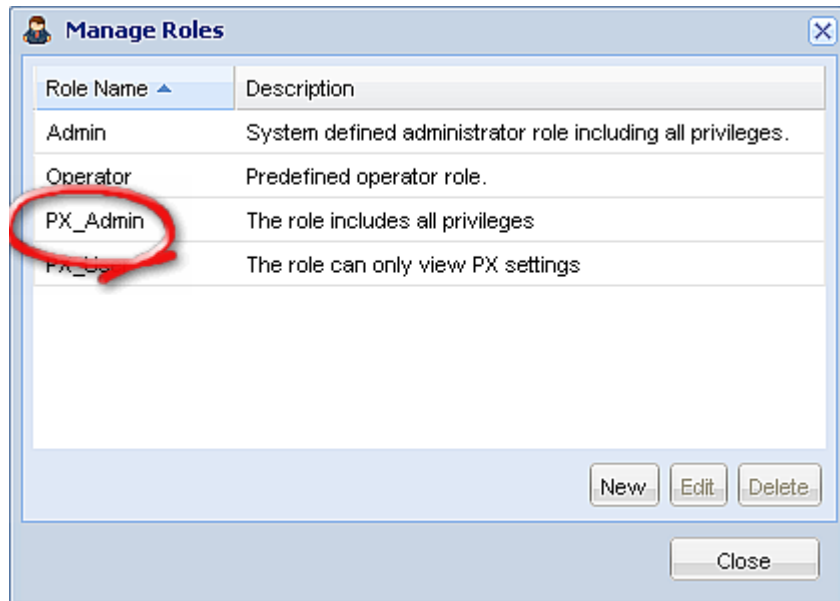 Manage Roles
Role Name Description
Admin System defined administrator role including all privileges.
Operator Predefined operator role.
PX_Admin The role includes all privileges
The role can only view PX settings
New Edit Delete
Close